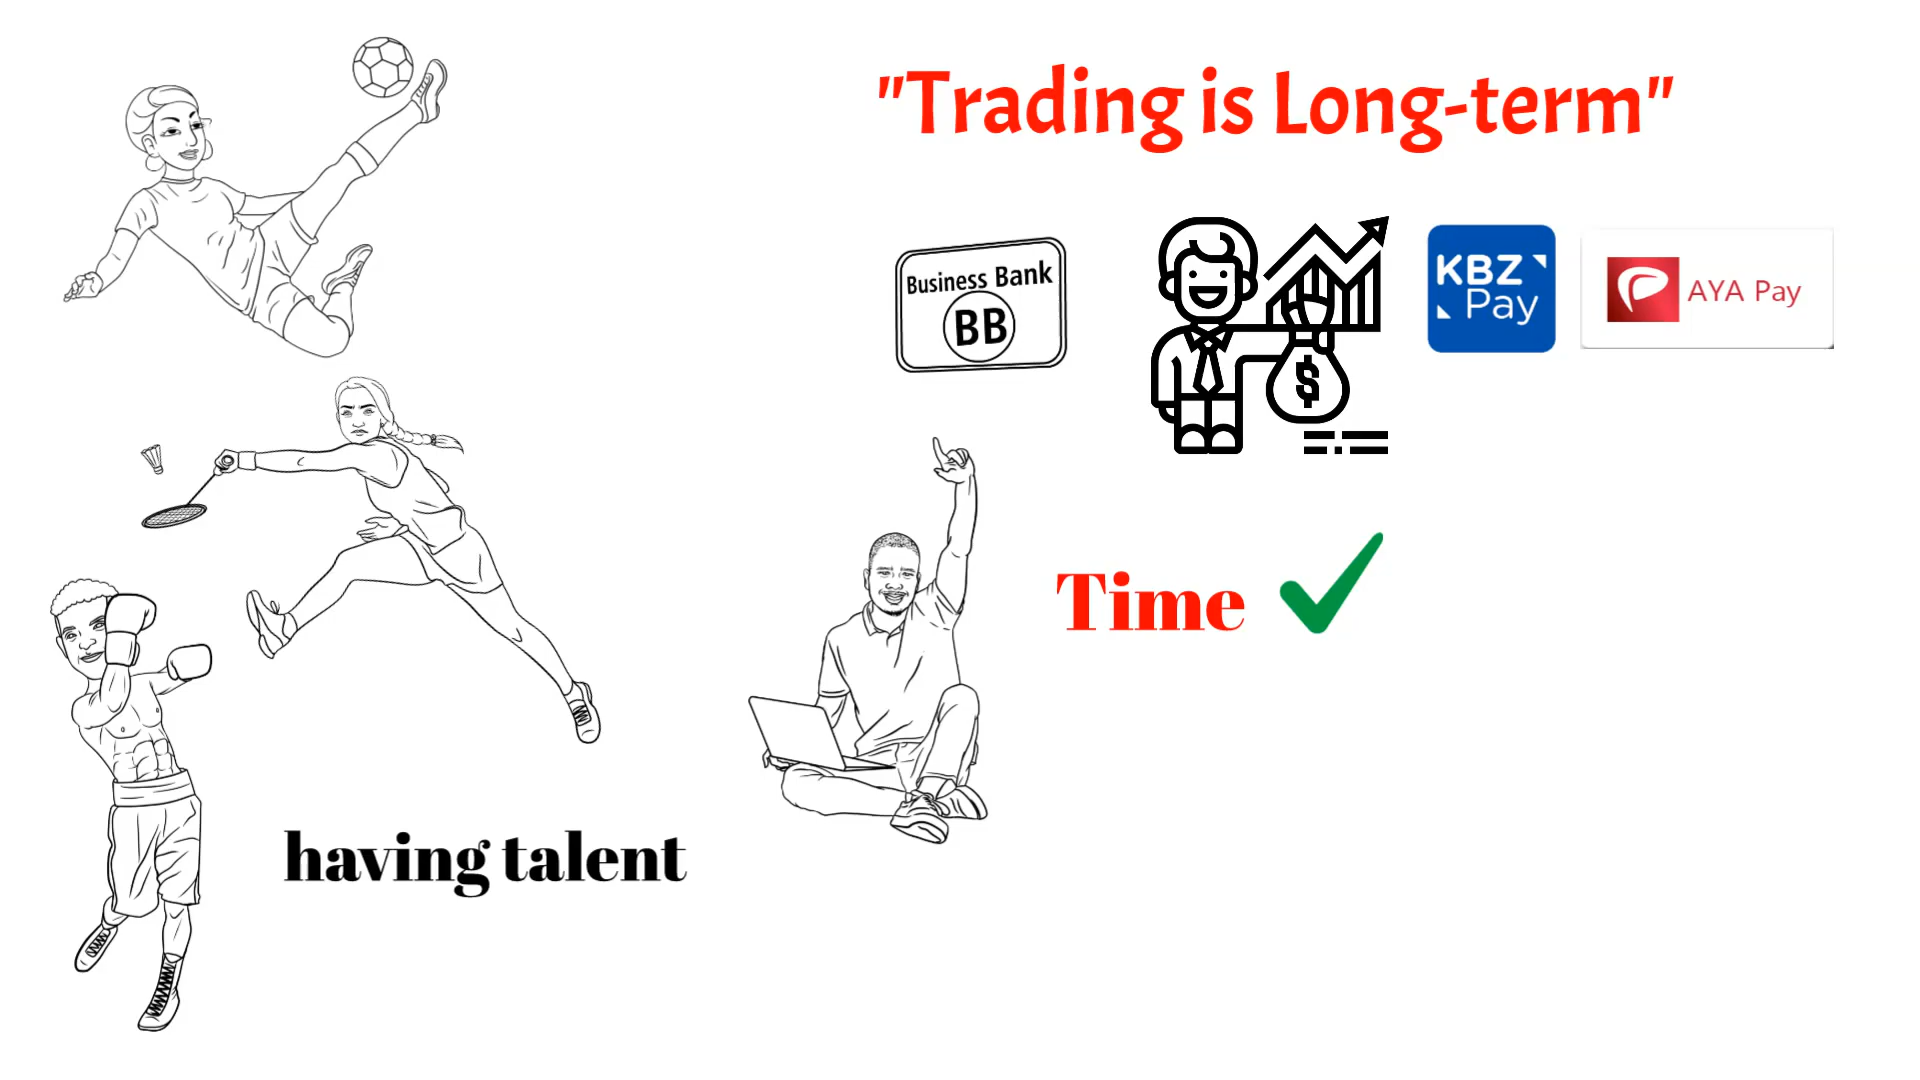 "Trading is Long-term"
Business Bank
BB
$
KBZ
Pay
AYA Pay
Time
having talent